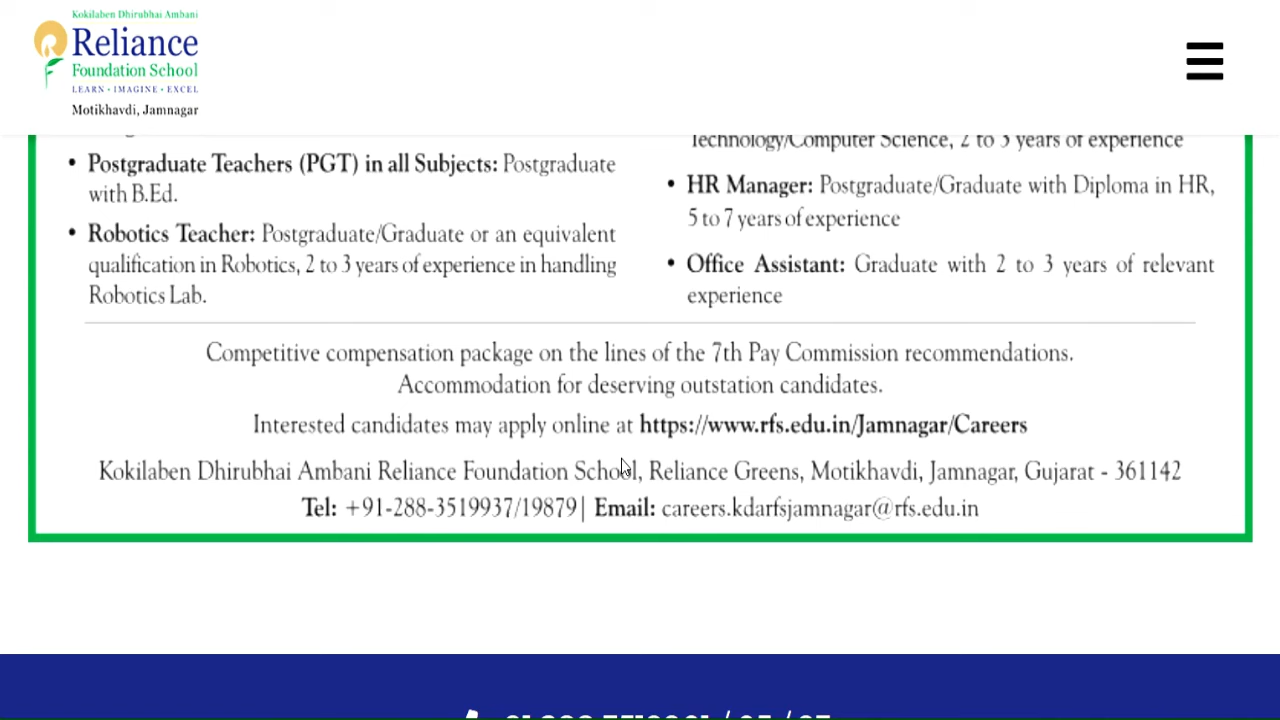 Kokilaben Dhirubhai Ambani
Reliance
Foundation School
LEARN • IMAGINE • EXCEL
Motikhavdi, Jamnagar
• Postgraduate Teachers (PGT) in all Subjects: Postgraduate
with B.Ed.
• Robotics Teacher: Postgraduate/Graduate or an equivalent
qualification in Robotics, 2 to 3 years of experience in handling
Robotics Lab.
Technology/Computer Science, 2 to 3 years of experience
• HR Manager: Postgraduate/Graduate with Diploma in HR,
5 to 7 years of experience
• Office Assistant: Graduate with 2 to 3 years of relevant
experience
Competitive compensation package on the lines of the 7th Pay Commission recommendations.
Accommodation for deserving outstation candidates.
Interested candidates may apply online at https://www.rfs.edu.in/Jamnagar/Careers
Kokilaben Dhirubhai Ambani Reliance Foundation School, Reliance Greens, Motikhavdi, Jamnagar, Gujarat - 361142
Tel: +91-288-3519937/19879| Email: careers.kdarfsjamnagar@rfs.edu.in